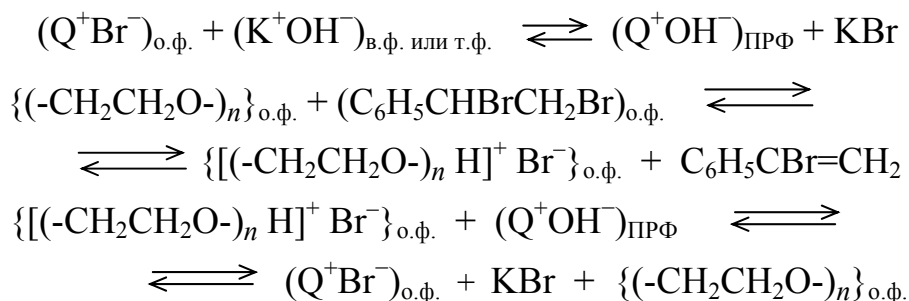 (Q⁺Br⁻)о.ф. + (K⁺OH⁻)в.ф. или т.ф. ⇌ (Q⁺OH⁻)ПРФ + KBr
{(-CH₂CH₂O-)ₙ}о.ф. + (C₆H₅CHBrCH₂Br)о.ф. ⇌
⇌ {[(-CH₂CH₂O-)ₙ H]⁺ Br⁻}о.ф. + C₆H₅CBr=CH₂
{[(-CH₂CH₂O-)ₙ H]⁺ Br⁻}о.ф. + (Q⁺OH⁻)ПРФ ⇌
⇌ (Q⁺Br⁻)о.ф. + KBr + {(-CH₂CH₂O-)ₙ}о.ф.